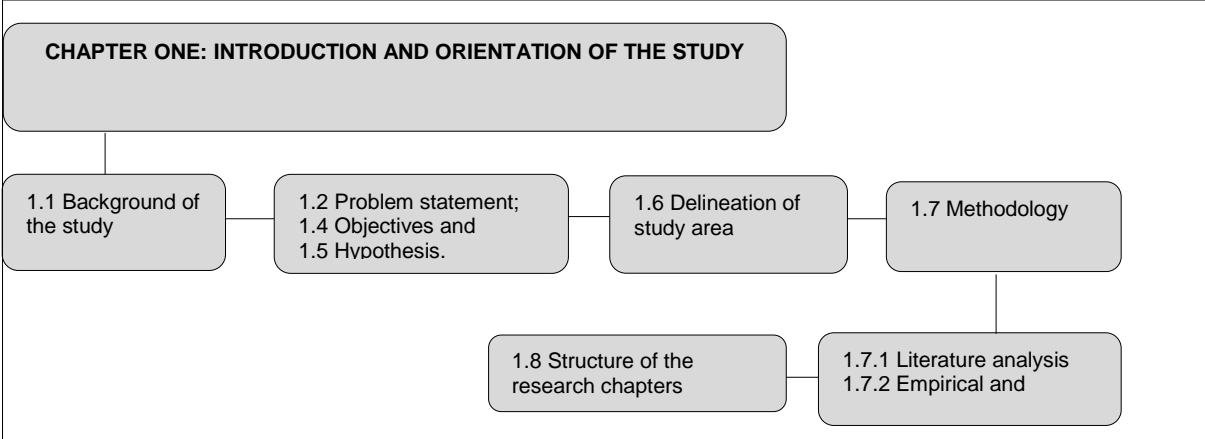 CHAPTER ONE: INTRODUCTION AND ORIENTATION OF THE STUDY
1.1 Background of
the study
1.2 Problem statement;
1.4 Objectives and
1.5 Hypothesis.
1.6 Delineation of
study area
1.7 Methodology
1.7.1 Literature analysis
1.7.2 Empirical and
1.8 Structure of the
research chapters